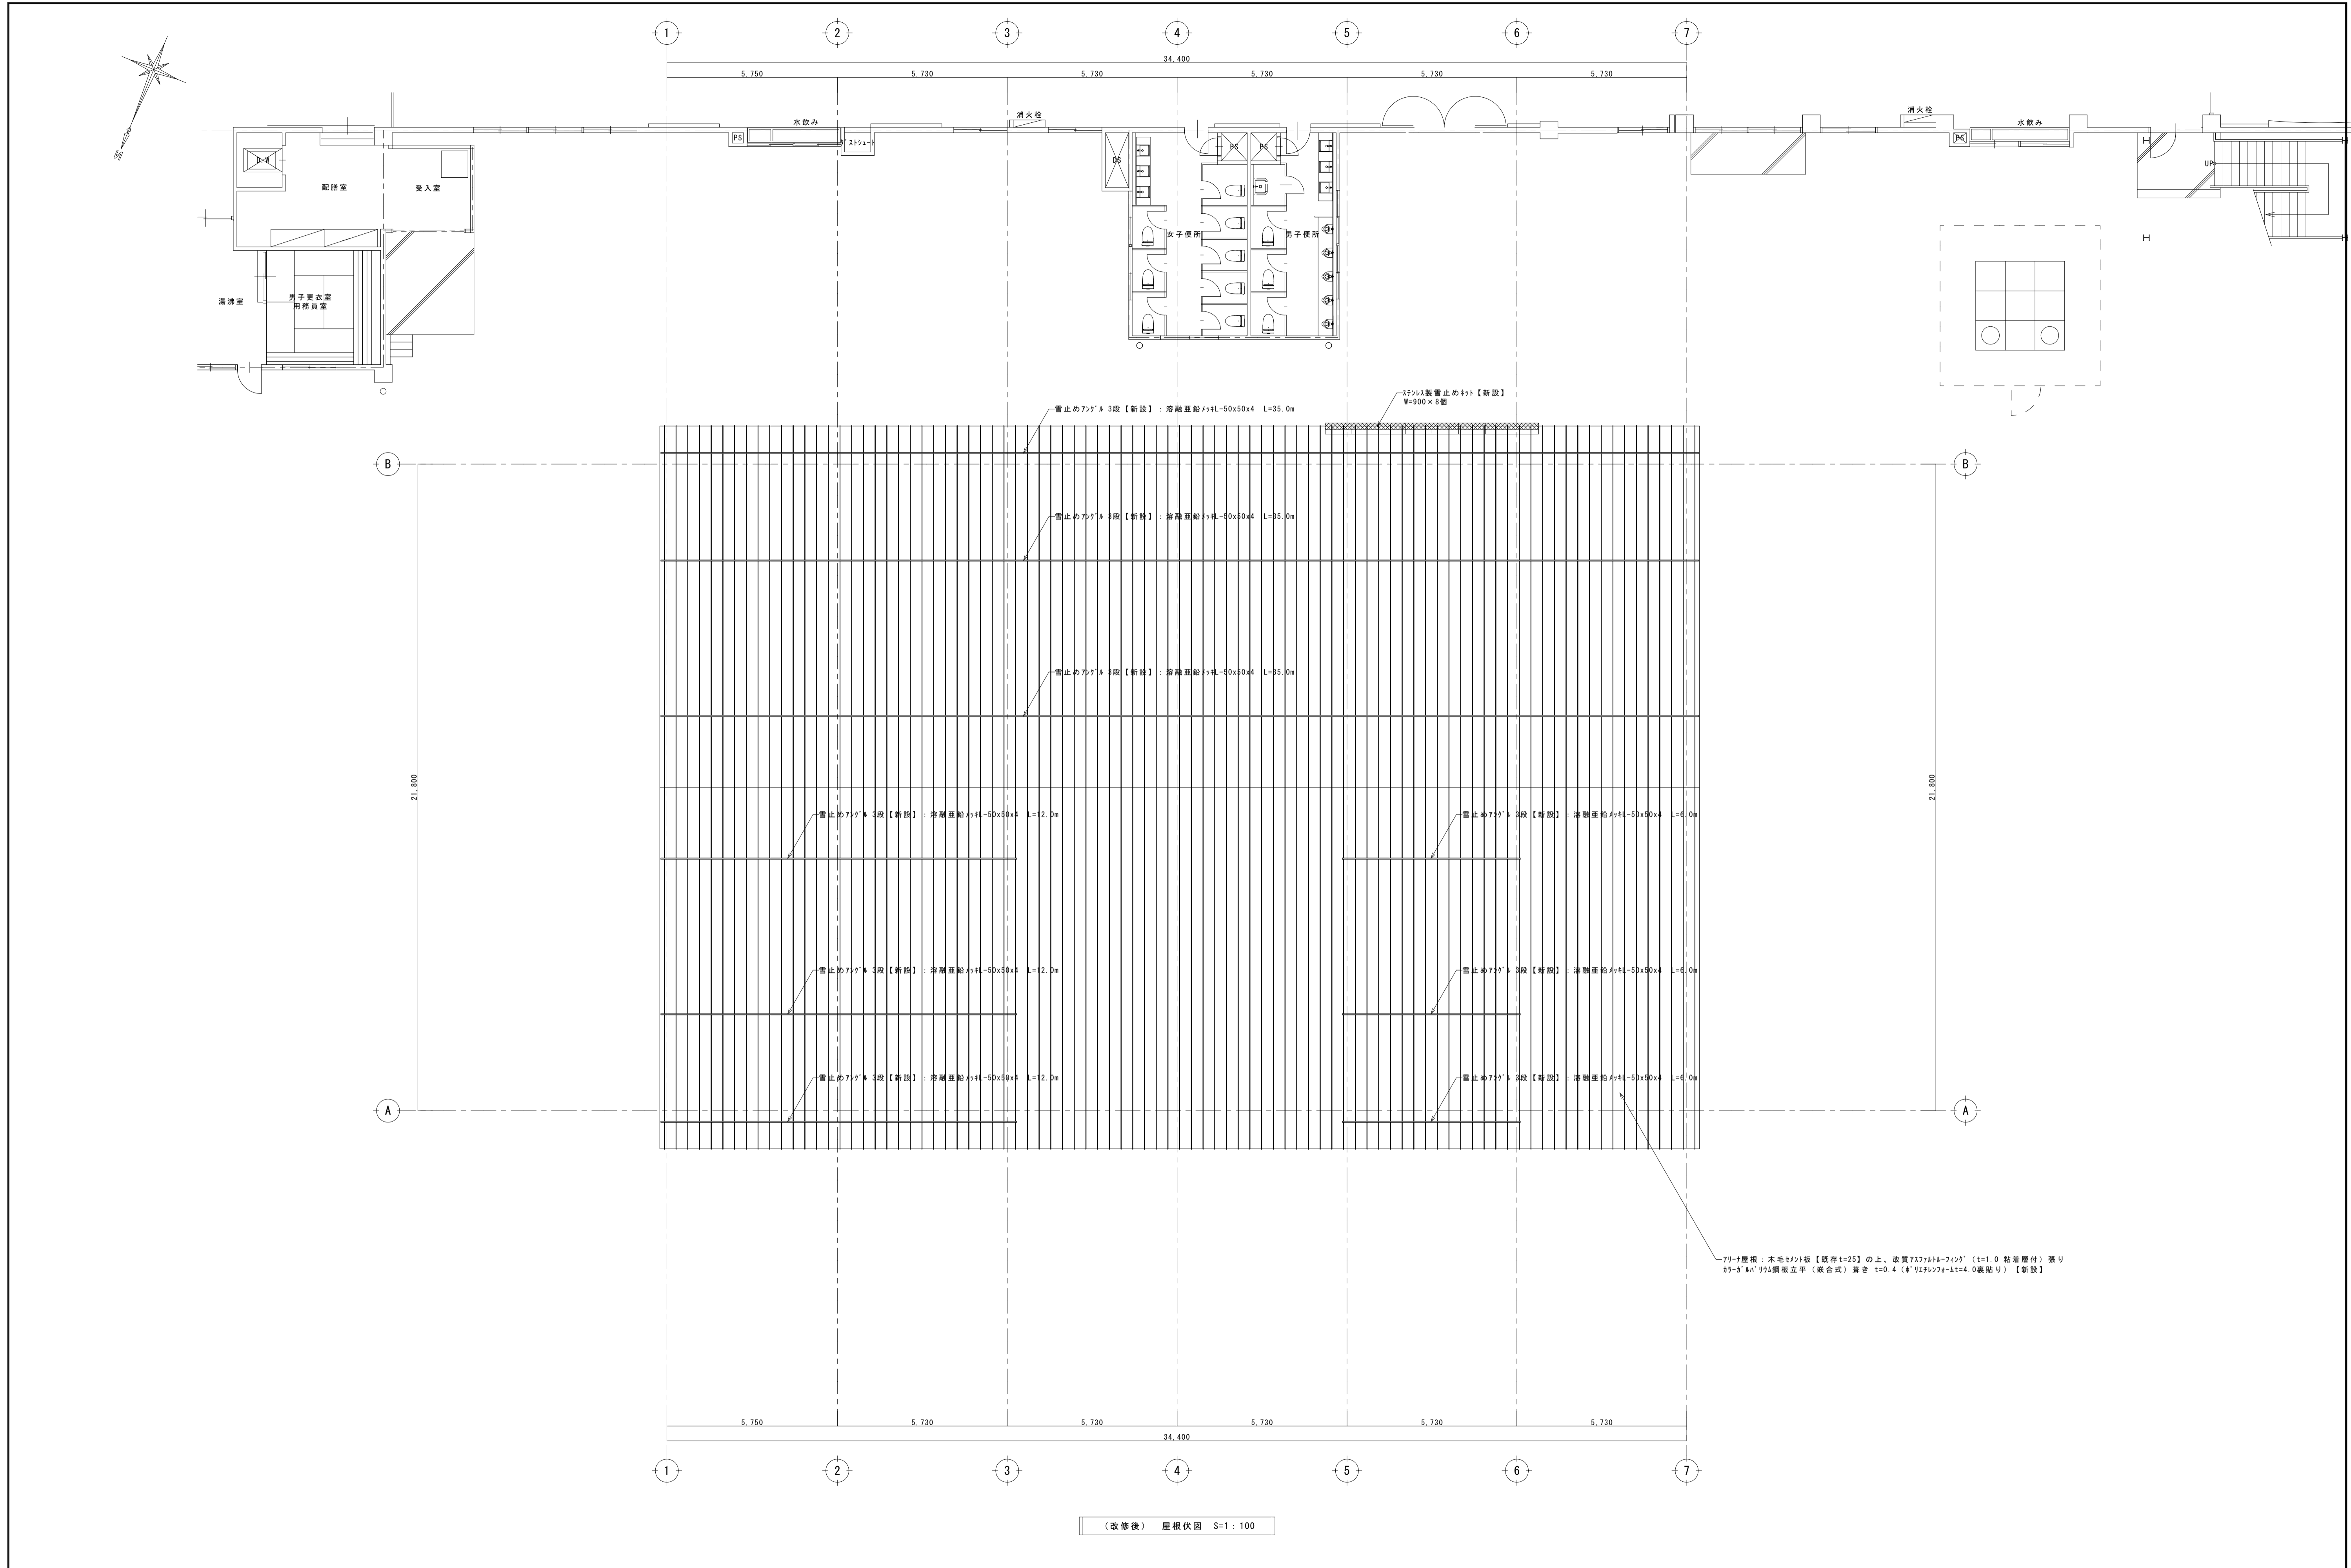 1 2 3 4 5 6 7
34,400
5,750 5,730 5,730 5,730 5,730 5,730
水飲み
消火栓
消火栓
水飲み
PS
ﾀﾞｽﾄｼｭｰﾄ
DS
PS
PS
PS
UP
D.W
配膳室
受入室
女子便所
男子便所
湯沸室
男子更衣室
用務員室
ｽﾃﾝﾚｽ製雪止めﾈｯﾄ【新設】
W=900×8個
雪止めｱﾝｸﾞﾙ 3段【新設】：溶融亜鉛ﾒｯｷL-50x50x4 L=35.0m
B
B
雪止めｱﾝｸﾞﾙ 3段【新設】：溶融亜鉛ﾒｯｷL-50x50x4 L=35.0m
雪止めｱﾝｸﾞﾙ 3段【新設】：溶融亜鉛ﾒｯｷL-50x50x4 L=35.0m
21,800
21,800
雪止めｱﾝｸﾞﾙ 3段【新設】：溶融亜鉛ﾒｯｷL-50x50x4 L=12.0m
雪止めｱﾝｸﾞﾙ 3段【新設】：溶融亜鉛ﾒｯｷL-50x50x4 L=6.0m
雪止めｱﾝｸﾞﾙ 3段【新設】：溶融亜鉛ﾒｯｷL-50x50x4 L=12.0m
雪止めｱﾝｸﾞﾙ 3段【新設】：溶融亜鉛ﾒｯｷL-50x50x4 L=6.0m
雪止めｱﾝｸﾞﾙ 3段【新設】：溶融亜鉛ﾒｯｷL-50x50x4 L=12.0m
雪止めｱﾝｸﾞﾙ 3段【新設】：溶融亜鉛ﾒｯｷL-50x50x4 L=6.0m
A
A
ｱﾘｰﾅ屋根：木毛ｾﾒﾝﾄ板【既存t=25】の上、改質ｱｽﾌｧﾙﾄﾙｰﾌｨﾝｸﾞ（t=1.0 粘着層付）張り
ｶﾗｰｶﾞﾙﾊﾞﾘｳﾑ鋼板立平（嵌合式）葺き t=0.4（ﾎﾟﾘｴﾁﾚﾝﾌｫｰﾑt=4.0裏貼り）【新設】
5,750 5,730 5,730 5,730 5,730 5,730
34,400
1 2 3 4 5 6 7
（改修後） 屋根伏図 S=1：100